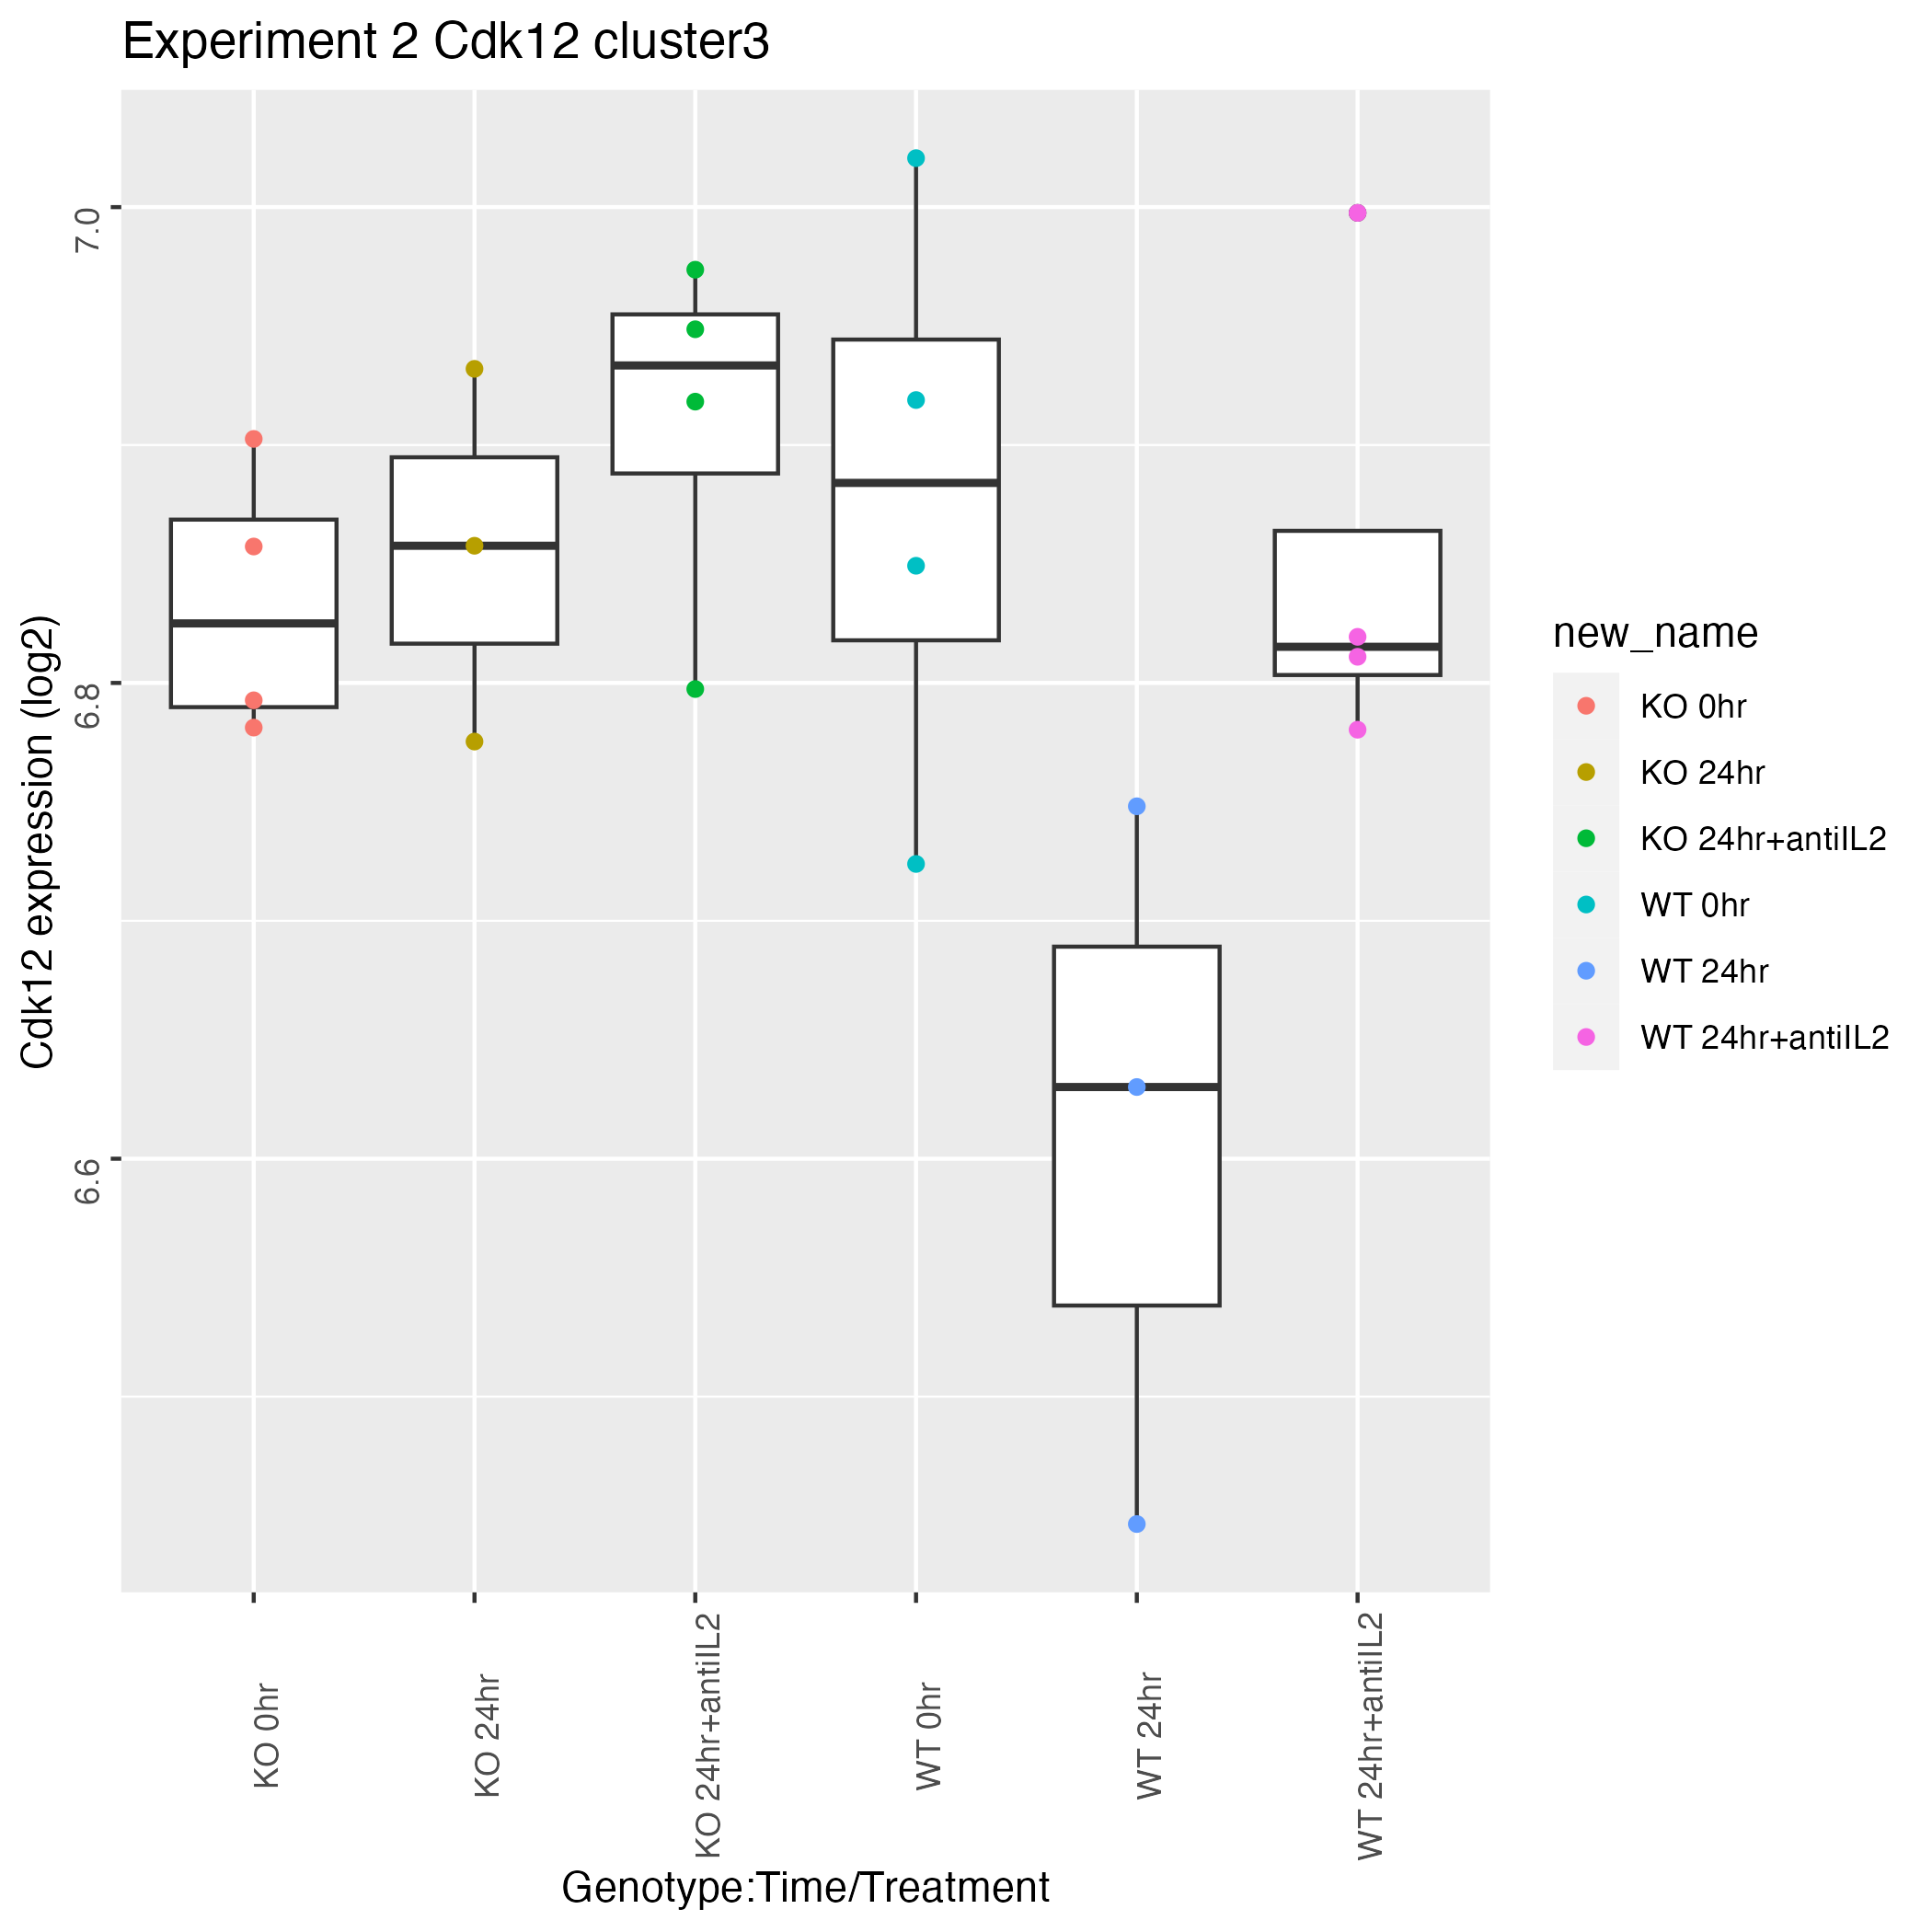 Experiment 2 Cdk12 cluster3
Cdk12 expression (log2)
7.0
6.8
6.6
KO 0hr
KO 24hr
KO 24hr+antiIL2
WT 0hr
WT 24hr
WT 24hr+antiIL2
Genotype:Time/Treatment
new_name
KO 0hr
KO 24hr
KO 24hr+antiIL2
WT 0hr
WT 24hr
WT 24hr+antiIL2